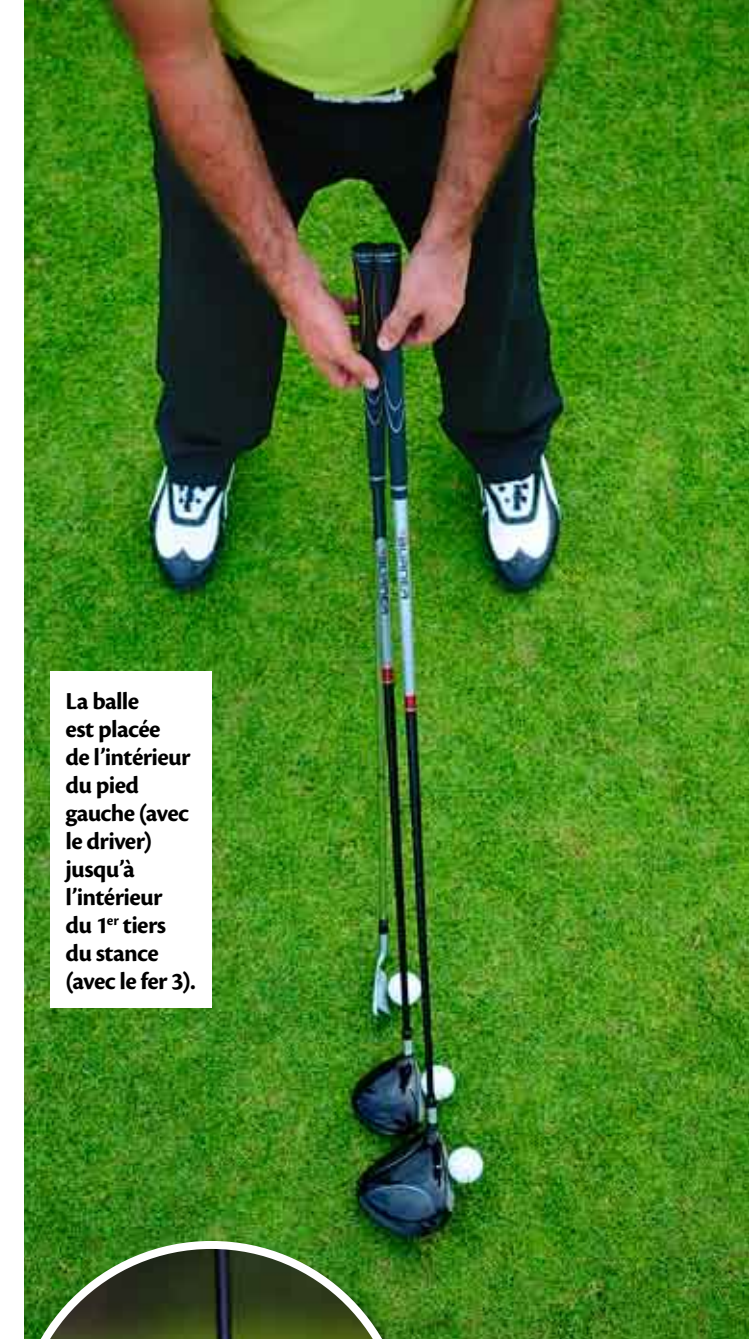 La balle
est placée
de l’intérieur
du pied
gauche (avec
le driver)
jusqu’à
l’intérieur
du 1er tiers
du stance
(avec le fer 3).